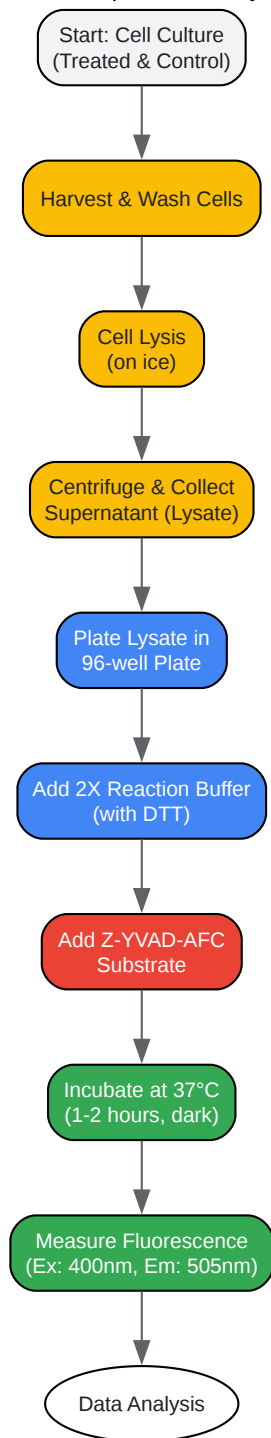 Start: Cell Culture
(Treated & Control)
Harvest & Wash Cells
Cell Lysis
(on ice)
Centrifuge & Collect
Supernatant (Lysate)
Plate Lysate in
96-well Plate
Add 2X Reaction Buffer
(with DTT)
Add Z-YVAD-AFC
Substrate
Incubate at 37°C
(1-2 hours, dark)
Measure Fluorescence
(Ex: 400nm, Em: 505nm)
Data Analysis